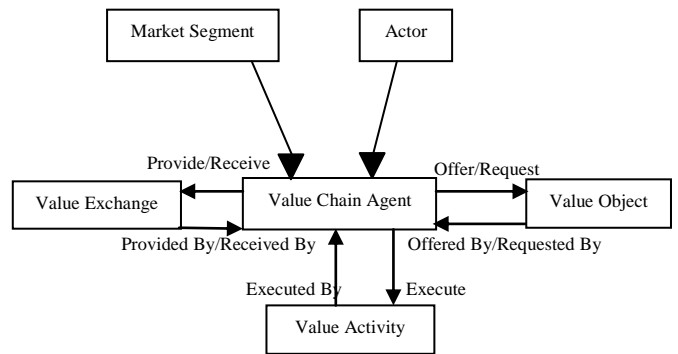 Market Segment
Actor
Provide/Receive
Offer/Request
Value Exchange
Value Chain Agent
Value Object
Provided By/Received By
Offered By/Requested By
Executed By
Execute
Value Activity